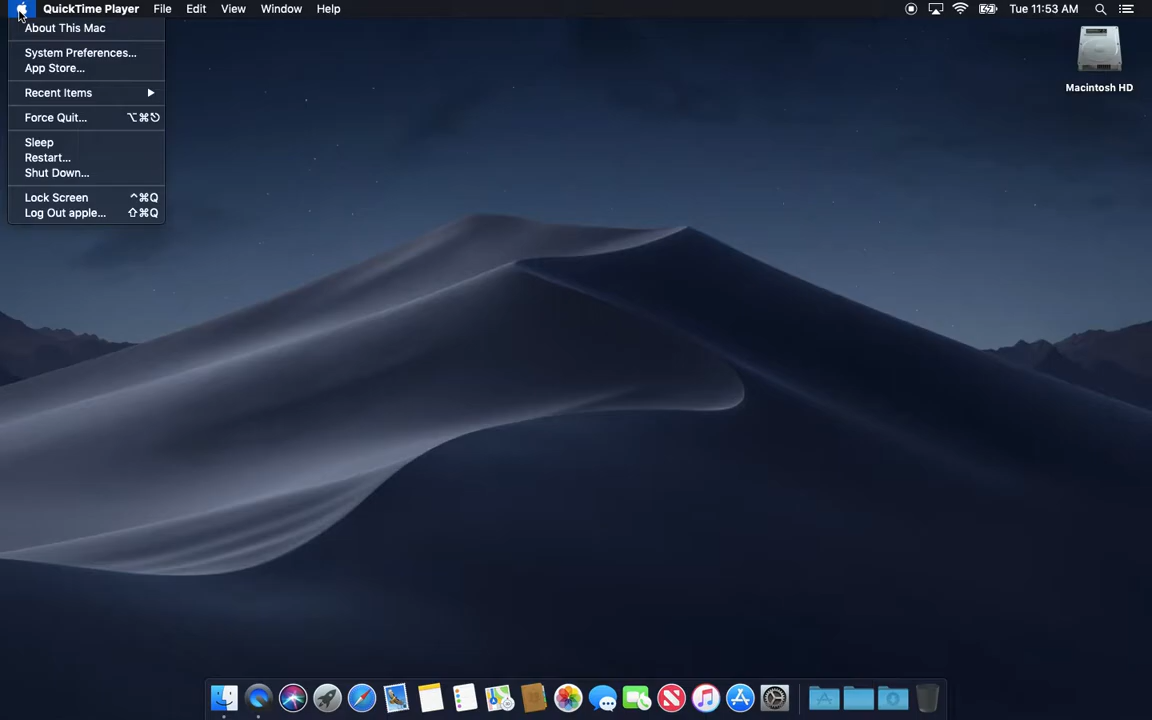 QuickTime Player File Edit View Window Help Tue 11:53 AM
About This Mac
System Preferences...
App Store...
Recent Items
Force Quit... ⌥⌘⎋
Sleep
Restart...
Shut Down...
Lock Screen ^⌘Q
Log Out apple... ⇧⌘Q
Macintosh HD